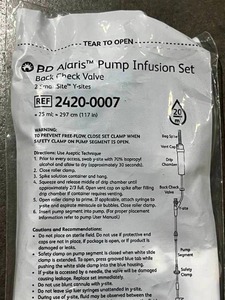 TEAR TO OPEN
BD Alaris™ Pump Infusion Set
Back Check Valve
2 SmartSite™ Y-sites
REF 2420-0007
≈ 25 mL; ≈ 297 cm (117 in)
20
WARNING:
TO PREVENT FREE-FLOW, CLOSE SET CLAMP WHEN
SAFETY CLAMP ON PUMP SEGMENT IS OPEN.
Directions: Use Aseptic Technique
1. Prior to every access, swab y-site with 70% isopropyl
alcohol and allow to dry (approximately 30 seconds).
2. Close roller clamp.
3. Spike solution container and hang.
4. Squeeze and release middle of drip chamber until
approximately 2/3 full. Open vent cap on spike after filling
drip chamber if container requires venting.
5. Open roller clamp to prime. If applicable, attach syringe to
y-site and aspirate miniscule air bubbles. Close roller clamp.
6. Insert pump segment into pump. (For proper placement
information refer to pump User Manual.)
Bag Spike
Vent Cap
Drip
Chamber
Back Check
Valve
Y-site
Pump
Segment
Safety
Clamp
Cautions and Recommendations:
• Do not place on sterile field. Do not use if protective end
caps are not in place, if package is open, or if product is
damaged or leaks.
• Safety clamp on pump segment is closed when white slide
clamp is extended. To open, press grooved blue tab while
pushing the white slide clamp into the blue housing.
• If y-site is accessed by a needle, the valve will be damaged
causing leakage. Replace set immediately.
• Do not use blunt cannula with y-site.
• Do not leave slip luer syringes unattended in y-site.
• During use of y-site, fluid may be observed between the